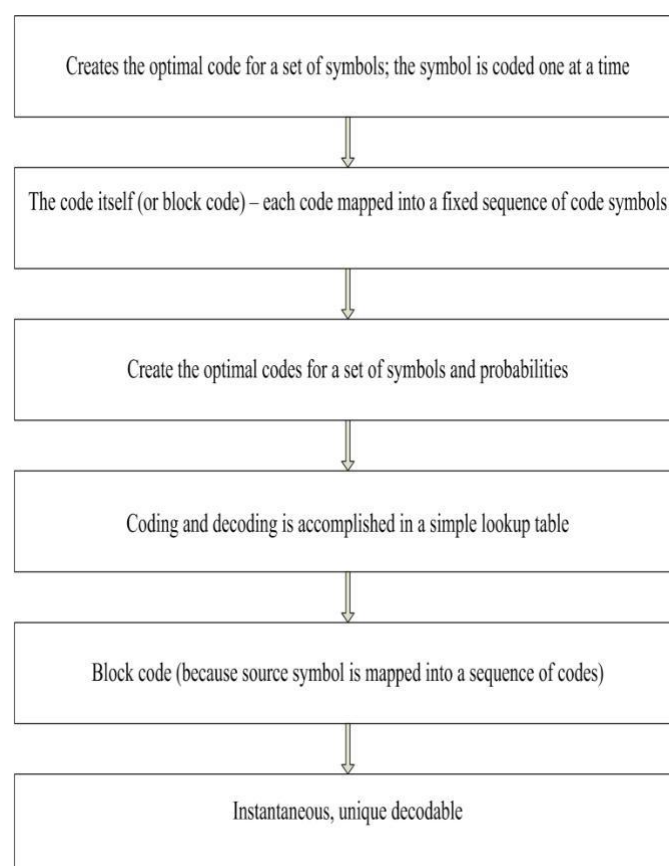 Creates the optimal code for a set of symbols; the symbol is coded one at a time
The code itself (or block code) – each code mapped into a fixed sequence of code symbols
Create the optimal codes for a set of symbols and probabilities
Coding and decoding is accomplished in a simple lookup table
Block code (because source symbol is mapped into a sequence of codes)
Instantaneous, unique decodable